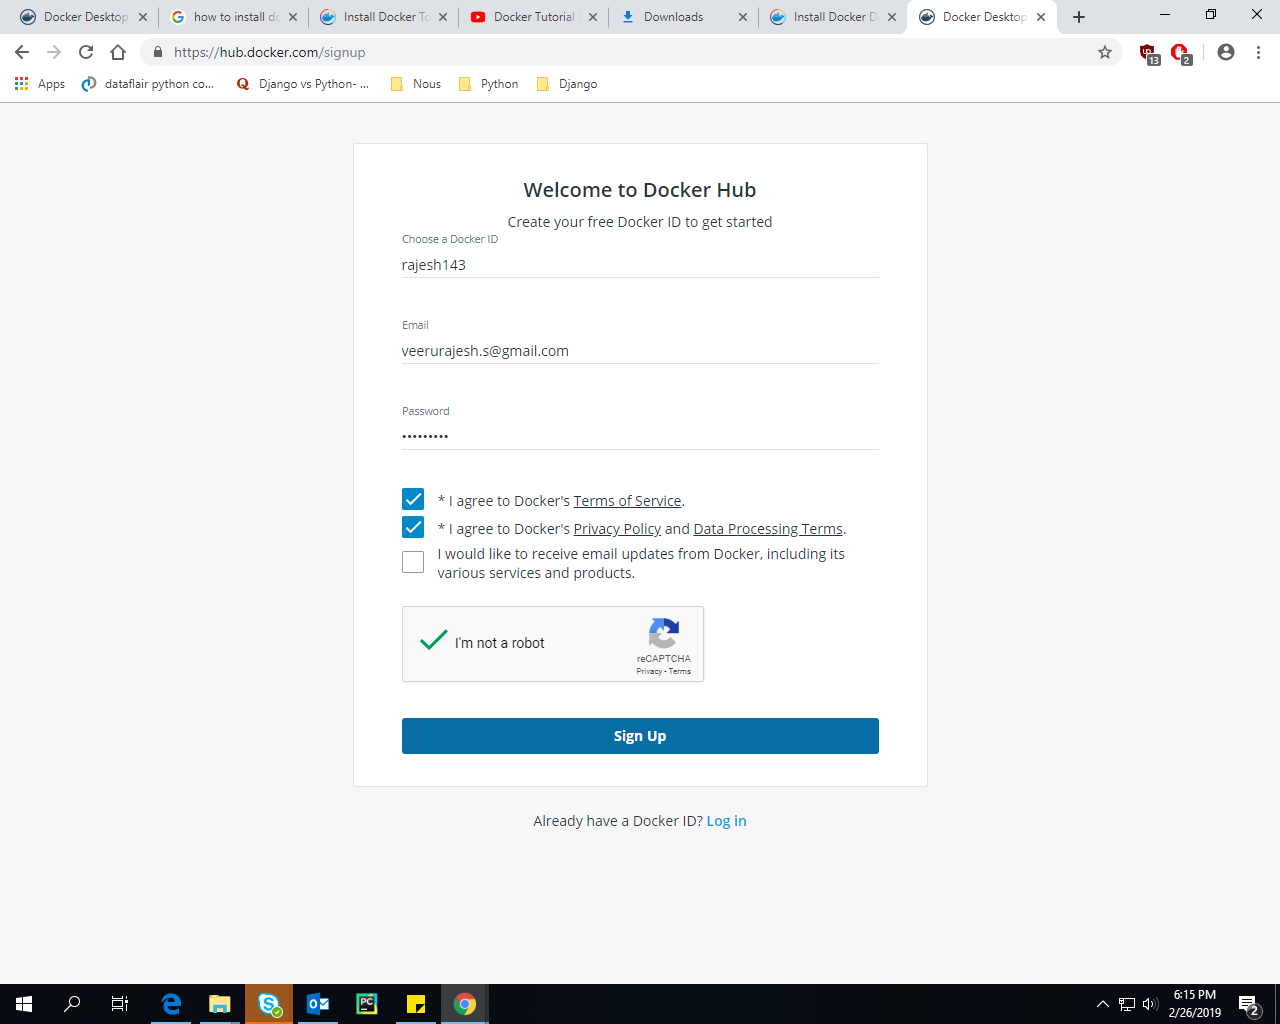 Docker Desktop
how to install do
Install Docker To
Docker Tutorial
Downloads
Install Docker D
Docker Desktop
https://hub.docker.com/signup
13
2
Apps
dataflair python co...
Django vs Python- ...
Nous
Python
Django
Welcome to Docker Hub
Create your free Docker ID to get started
Choose a Docker ID
rajesh143
Email
veerurajesh.s@gmail.com
Password
•••••••••
* I agree to Docker's Terms of Service.
* I agree to Docker's Privacy Policy and Data Processing Terms.
I would like to receive email updates from Docker, including its
various services and products.
I'm not a robot
reCAPTCHA
Privacy - Terms
Sign Up
Already have a Docker ID? Log in
PC
6:15 PM
2/26/2019
2